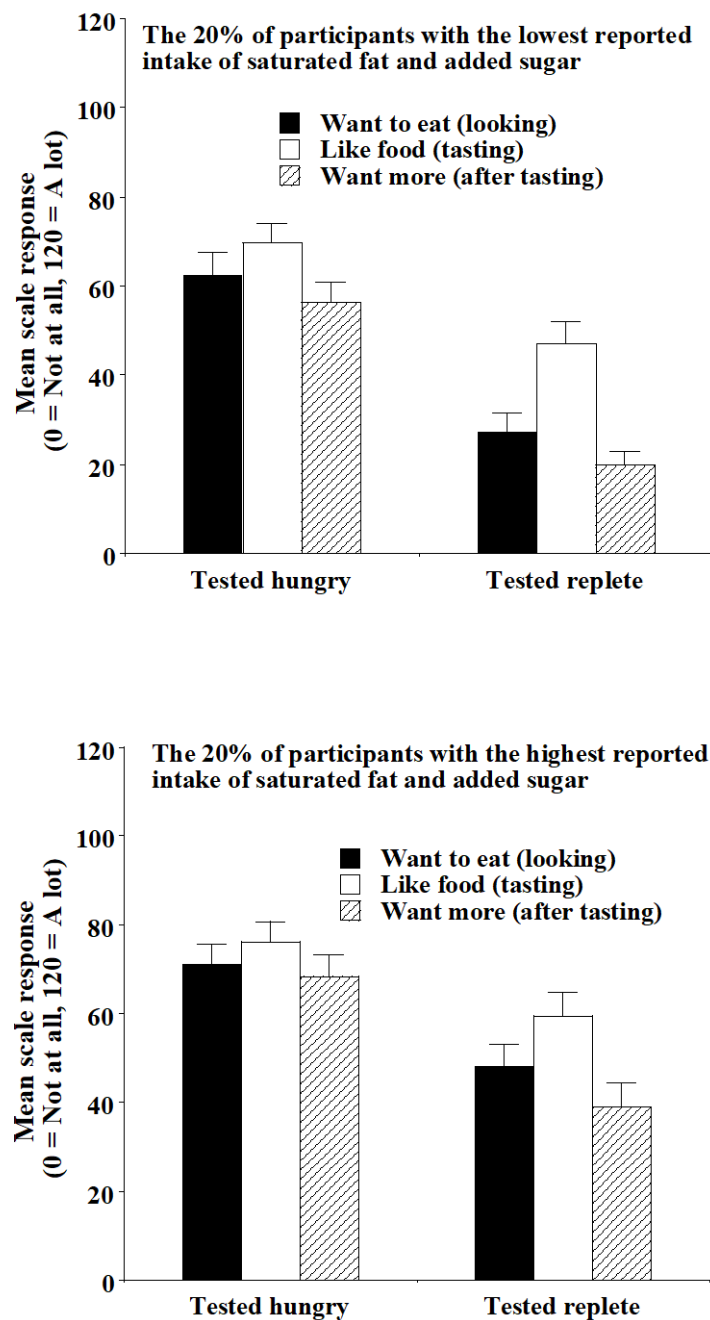 The 20% of participants with the lowest reported
intake of saturated fat and added sugar
Want to eat (looking)
Like food (tasting)
Want more (after tasting)
Mean scale response
(0 = Not at all, 120 = A lot)
120
100
80
60
40
20
0
Tested hungry
Tested replete
The 20% of participants with the highest reported
intake of saturated fat and added sugar
Want to eat (looking)
Like food (tasting)
Want more (after tasting)
Mean scale response
(0 = Not at all, 120 = A lot)
120
100
80
60
40
20
0
Tested hungry
Tested replete